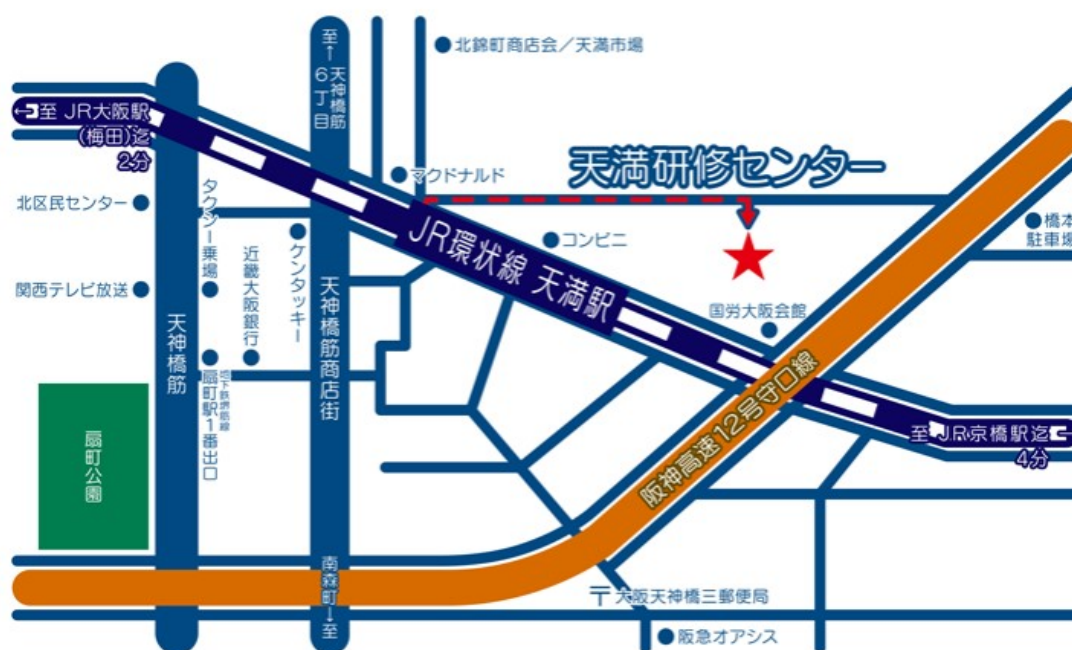 至↑6丁目
天神橋筋
北錦町商店会／天満市場
至 JR大阪駅
(梅田)迄
2分
マクドナルド
天満研修センター
北区民センター
タクシー乗場
ケンタッキー
JR環状線 天満駅
コンビニ
橋本
駐車場
近畿大阪銀行
関西テレビ放送
国労大阪会館
天神橋筋
天神橋筋商店街
地下鉄堺筋線
扇町駅1番出口
扇町公園
阪神高速12号守口線
至 JR京橋駅迄
4分
南森町↓至
〒大阪天神橋三郵便局
阪急オアシス